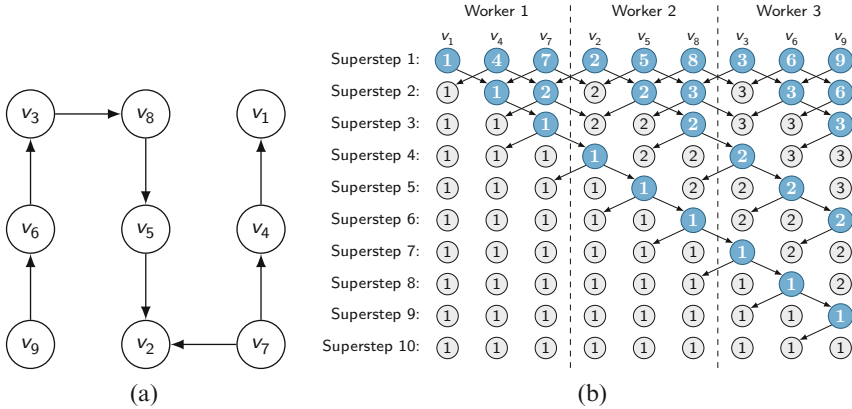 v3 v8 v1
v6 v5 v4
v9 v2 v7
(a)
Worker 1 Worker 2 Worker 3
v1 v4 v7 v2 v5 v8 v3 v6 v9
Superstep 1: 1 4 7 2 5 8 3 6 9
Superstep 2: 1 1 2 2 2 3 3 3 6
Superstep 3: 1 1 1 2 2 2 3 3 3
Superstep 4: 1 1 1 1 2 2 2 3 3
Superstep 5: 1 1 1 1 1 2 2 2 3
Superstep 6: 1 1 1 1 1 1 2 2 2
Superstep 7: 1 1 1 1 1 1 1 2 2
Superstep 8: 1 1 1 1 1 1 1 1 2
Superstep 9: 1 1 1 1 1 1 1 1 1
Superstep 10: 1 1 1 1 1 1 1 1 1
(b)